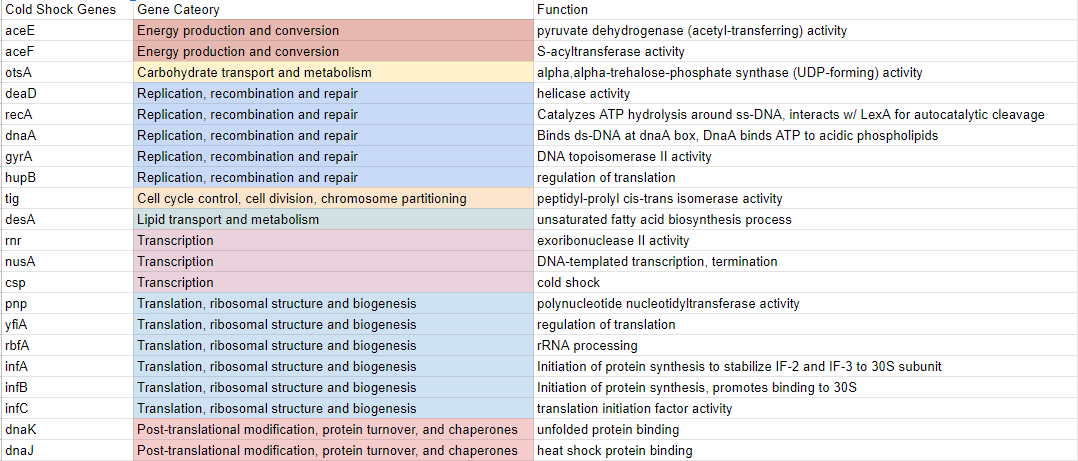 Cold Shock Genes Gene Cateory Function
aceE Energy production and conversion pyruvate dehydrogenase (acetyl-transferring) activity
aceF Energy production and conversion S-acyltransferase activity
otsA Carbohydrate transport and metabolism alpha,alpha-trehalose-phosphate synthase (UDP-forming) activity
deaD Replication, recombination and repair helicase activity
recA Replication, recombination and repair Catalyzes ATP hydrolysis around ss-DNA, interacts w/ LexA for autocatalytic cleavage
dnaA Replication, recombination and repair Binds ds-DNA at dnaA box, DnaA binds ATP to acidic phospholipids
gyrA Replication, recombination and repair DNA topoisomerase II activity
hupB Replication, recombination and repair regulation of translation
tig Cell cycle control, cell division, chromosome partitioning peptidyl-prolyl cis-trans isomerase activity
desA Lipid transport and metabolism unsaturated fatty acid biosynthesis process
rnr Transcription exoribonuclease II activity
nusA Transcription DNA-templated transcription, termination
csp Transcription cold shock
pnp Translation, ribosomal structure and biogenesis polynucleotide nucleotidyltransferase activity
yfiA Translation, ribosomal structure and biogenesis regulation of translation
rbfA Translation, ribosomal structure and biogenesis rRNA processing
infA Translation, ribosomal structure and biogenesis Initiation of protein synthesis to stabilize IF-2 and IF-3 to 30S subunit
infB Translation, ribosomal structure and biogenesis Initiation of protein synthesis, promotes binding to 30S
infC Translation, ribosomal structure and biogenesis translation initiation factor activity
dnaK Post-translational modification, protein turnover, and chaperones unfolded protein binding
dnaJ Post-translational modification, protein turnover, and chaperones heat shock protein binding